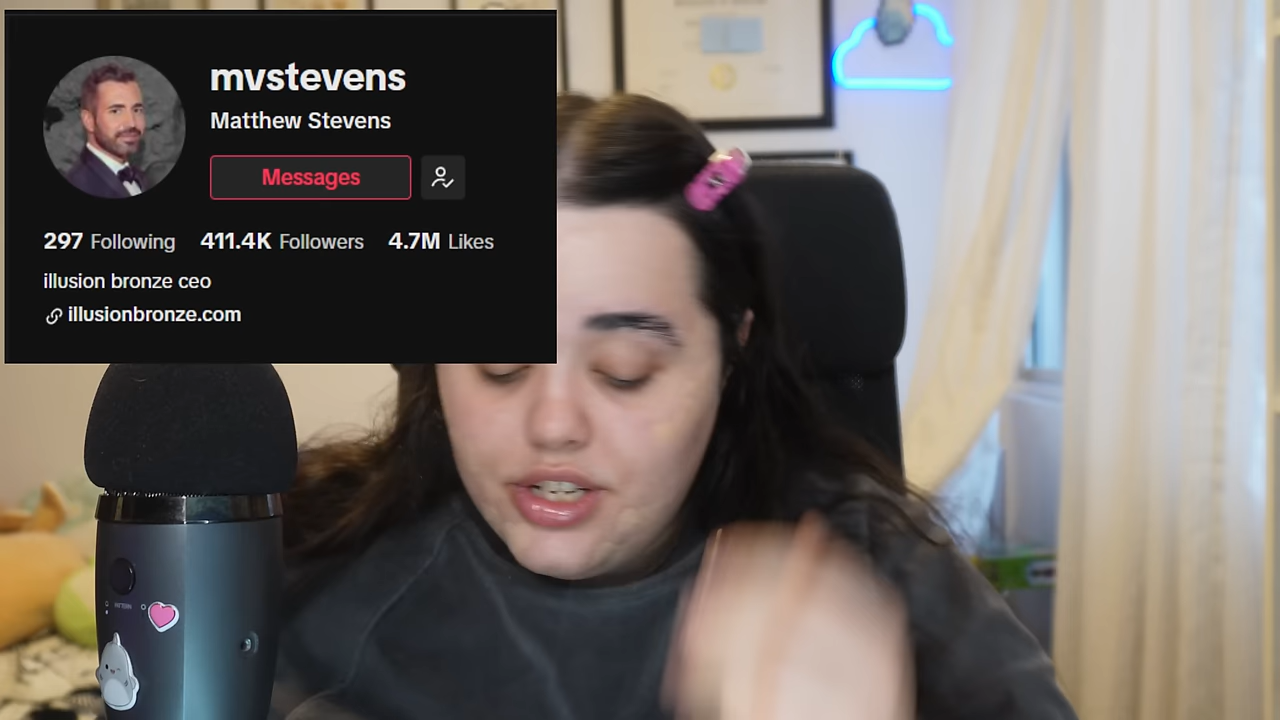 mvstevens
Matthew Stevens
Messages
297 Following 411.4K Followers 4.7M Likes
illusion bronze ceo
illusionbronze.com